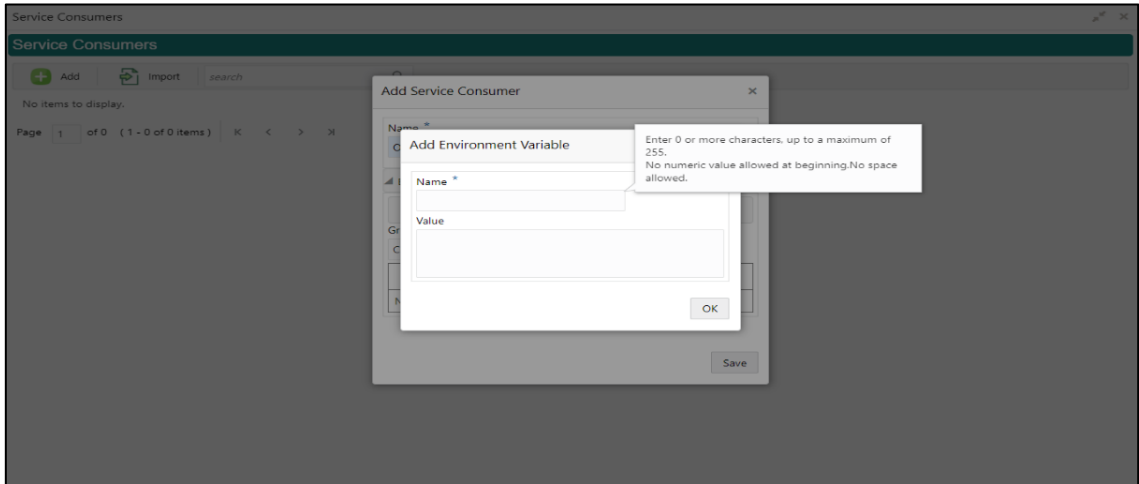 Service Consumers
Service Consumers
Add Import search
No items to display.
Page 1 of 0 ( 1 - 0 of 0 items )
Add Service Consumer
Name *
Add Environment Variable
Enter 0 or more characters, up to a maximum of
255.
No numeric value allowed at beginning.No space
allowed.
Name *
Value
OK
Save